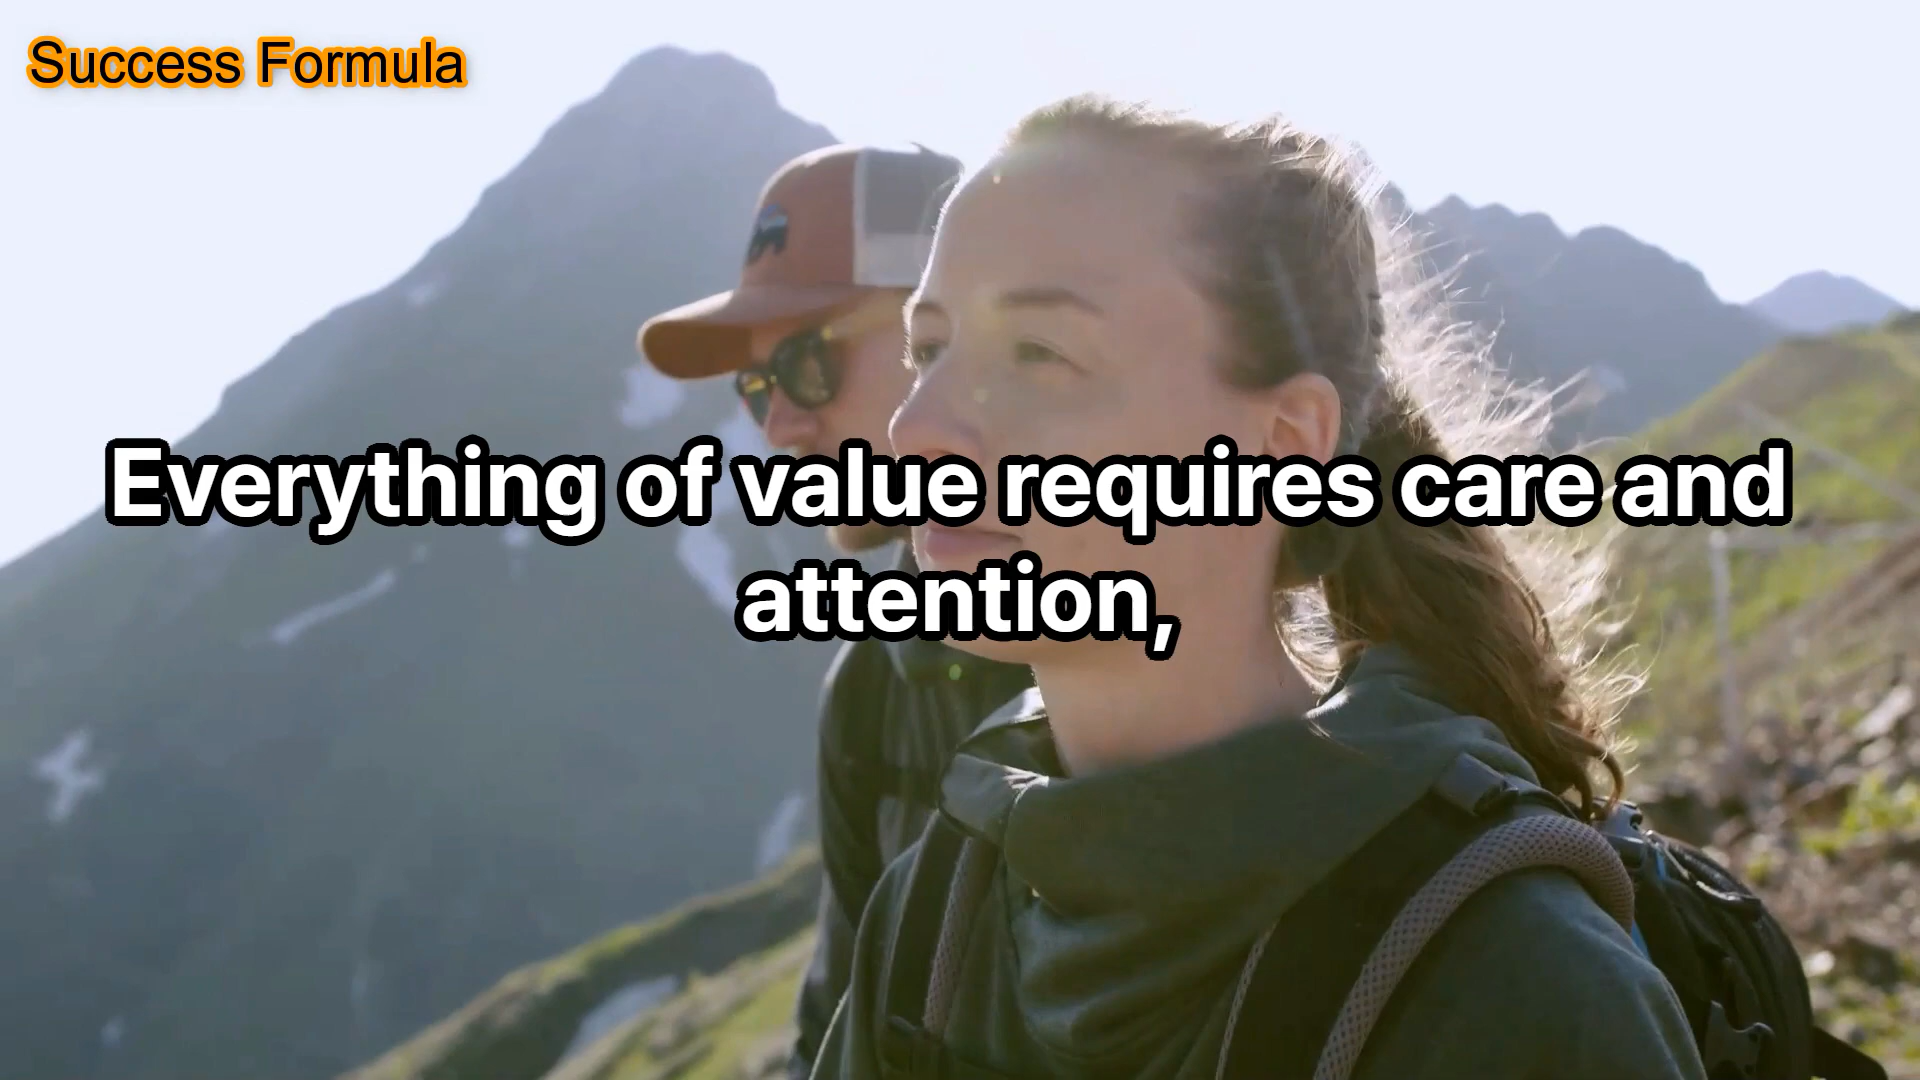 Success Formula
Everything of value requires care and
attention,